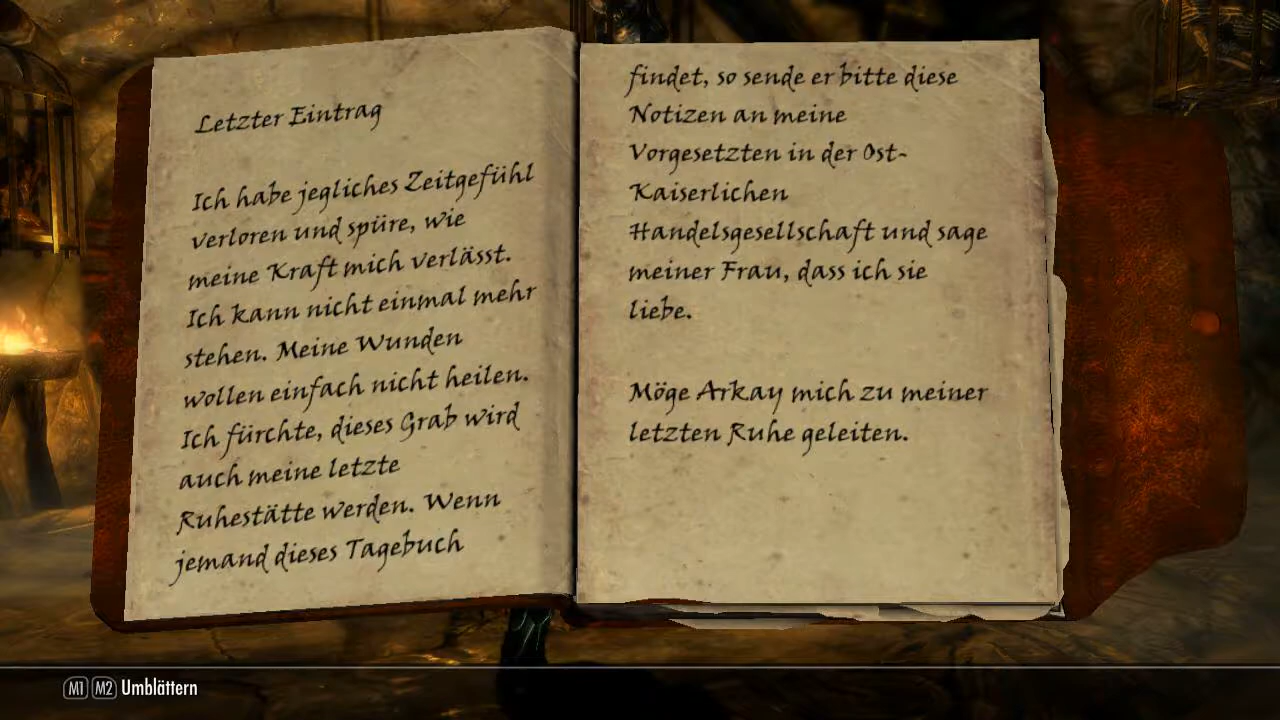 Letzter Eintrag
Ich habe jegliches Zeitgefühl
verloren und spüre, wie
meine Kraft mich verlässt.
Ich kann nicht einmal mehr
stehen. Meine Wunden
wollen einfach nicht heilen.
Ich fürchte, dieses Grab wird
auch meine letzte
Ruhestätte werden. Wenn
jemand dieses Tagebuch
findet, so sende er bitte diese
Notizen an meine
Vorgesetzten in der Ost-
Kaiserlichen
Handelsgesellschaft und sage
meiner Frau, dass ich sie
liebe.
Möge Arkay mich zu meiner
letzten Ruhe geleiten.
M1 M2 Umblättern